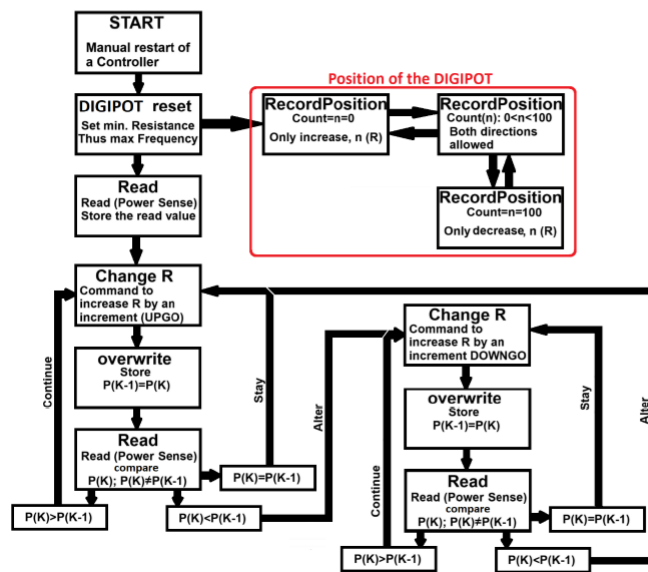 START
Manual restart of
a Controller
Position of the DIGIPOT
DIGIPOT reset
Set min. Resistance
Thus max Frequency
RecordPosition
Count=n=0
Only increase, n (R)
RecordPosition
Count(n): 0<n<100
Both directions
allowed
RecordPosition
Count=n=100
Only decrease, n (R)
Read
Read (Power Sense)
Store the read value
Change R
Command to
increase R by an
increment (UPGO)
overwrite
Store
P(K-1)=P(K)
Read
Read (Power Sense)
compare
P(K); P(K)≠P(K-1)
Continue
Stay
Alter
P(K)=P(K-1)
P(K)>P(K-1)
P(K)<P(K-1)
Change R
Command to
increase R by an
increment DOWNGO
overwrite
Store
P(K-1)=P(K)
Read
Read (Power Sense)
compare
P(K); P(K)≠P(K-1)
Continue
Stay
Alter
P(K)=P(K-1)
P(K)>P(K-1)
P(K)<P(K-1)